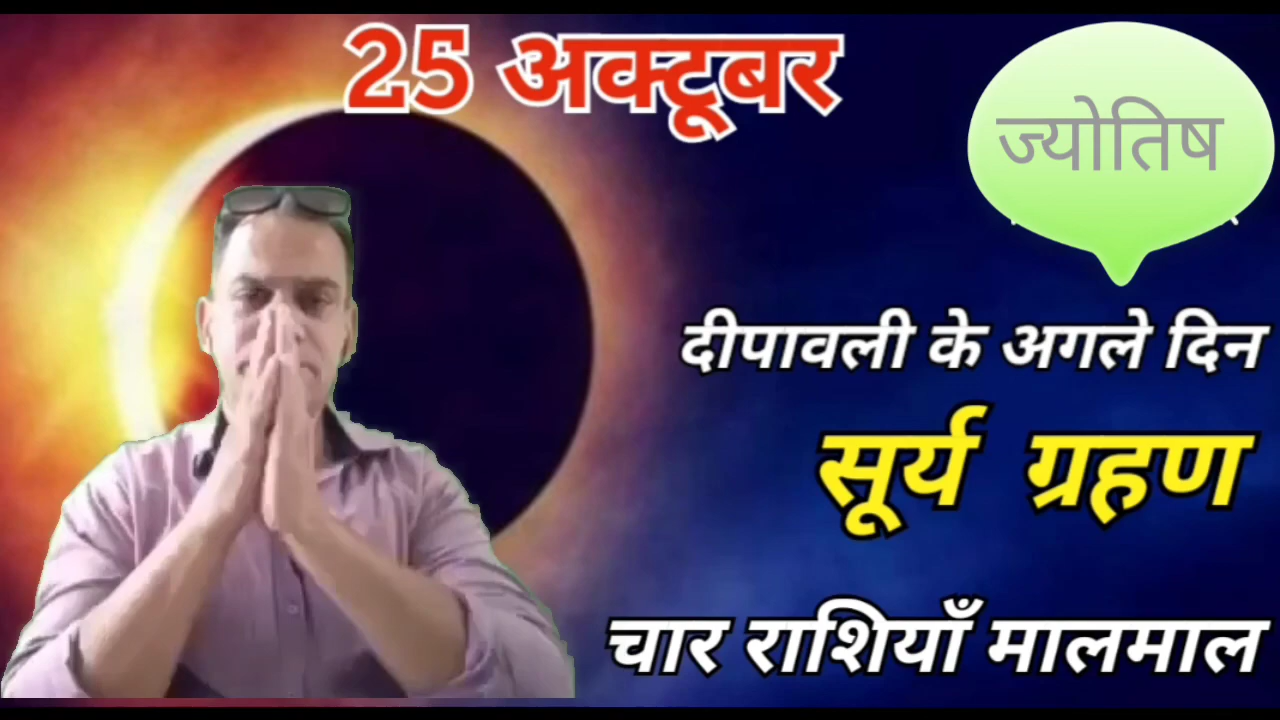 25 अक्टूबर
ज्योतिष
दीपावली के अगले दिन
सूर्य ग्रहण
चार राशियाँ मालमाल